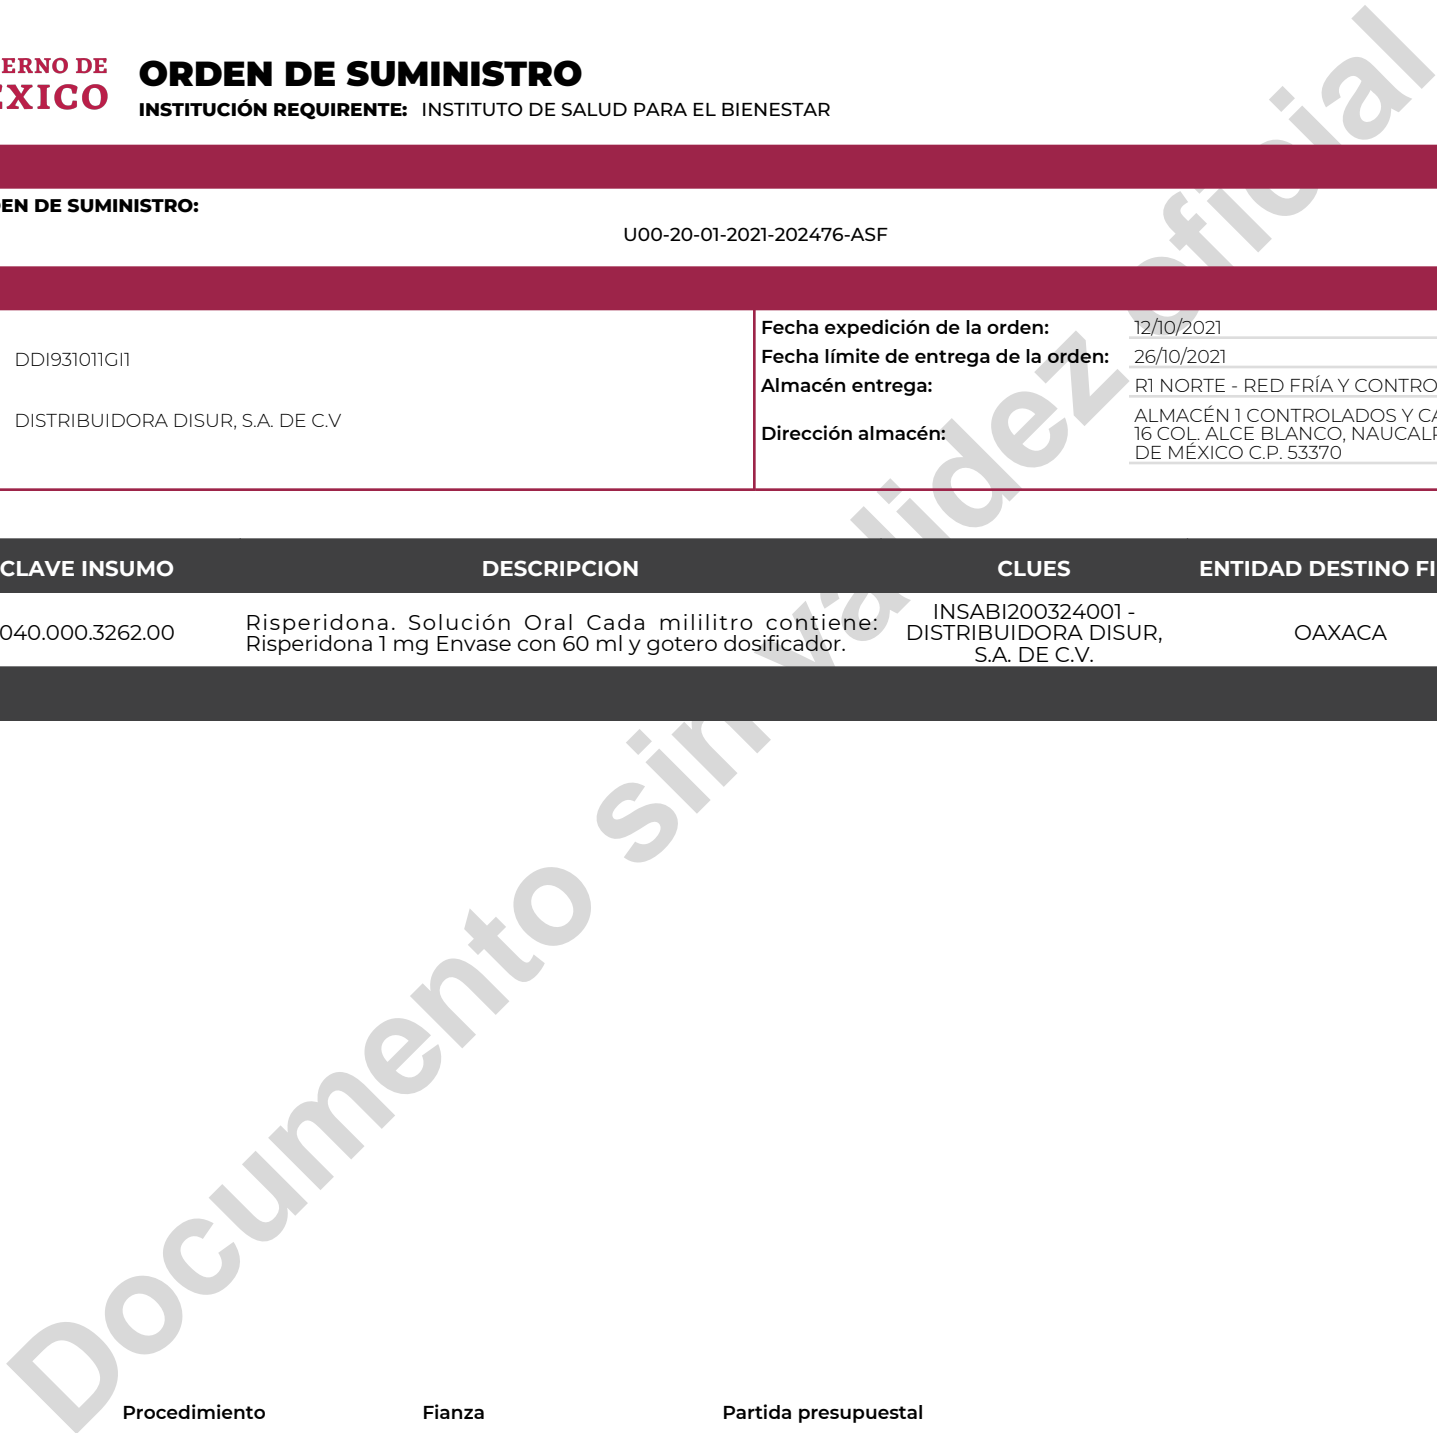 ERNO DE
ÉXICO
ORDEN DE SUMINISTRO
INSTITUCIÓN REQUIRENTE: INSTITUTO DE SALUD PARA EL BIENESTAR
EN DE SUMINISTRO:
U00-20-01-2021-202476-ASF
DDI931011GI1
DISTRIBUIDORA DISUR, S.A. DE C.V
Fecha expedición de la orden: 12/10/2021
Fecha límite de entrega de la orden: 26/10/2021
Almacén entrega: R1 NORTE - RED FRÍA Y CONTRO
Dirección almacén:
ALMACÉN 1 CONTROLADOS Y CA
16 COL. ALCE BLANCO, NAUCALP
DE MÉXICO C.P. 53370
CLAVE INSUMO DESCRIPCION CLUES ENTIDAD DESTINO FI
040.000.3262.00
Risperidona. Solución Oral Cada mililitro contiene:
Risperidona 1 mg Envase con 60 ml y gotero dosificador.
INSABI200324001 -
DISTRIBUIDORA DISUR,
S.A. DE C.V.
OAXACA
Documento sin validez oficial
Procedimiento Fianza Partida presupuestal